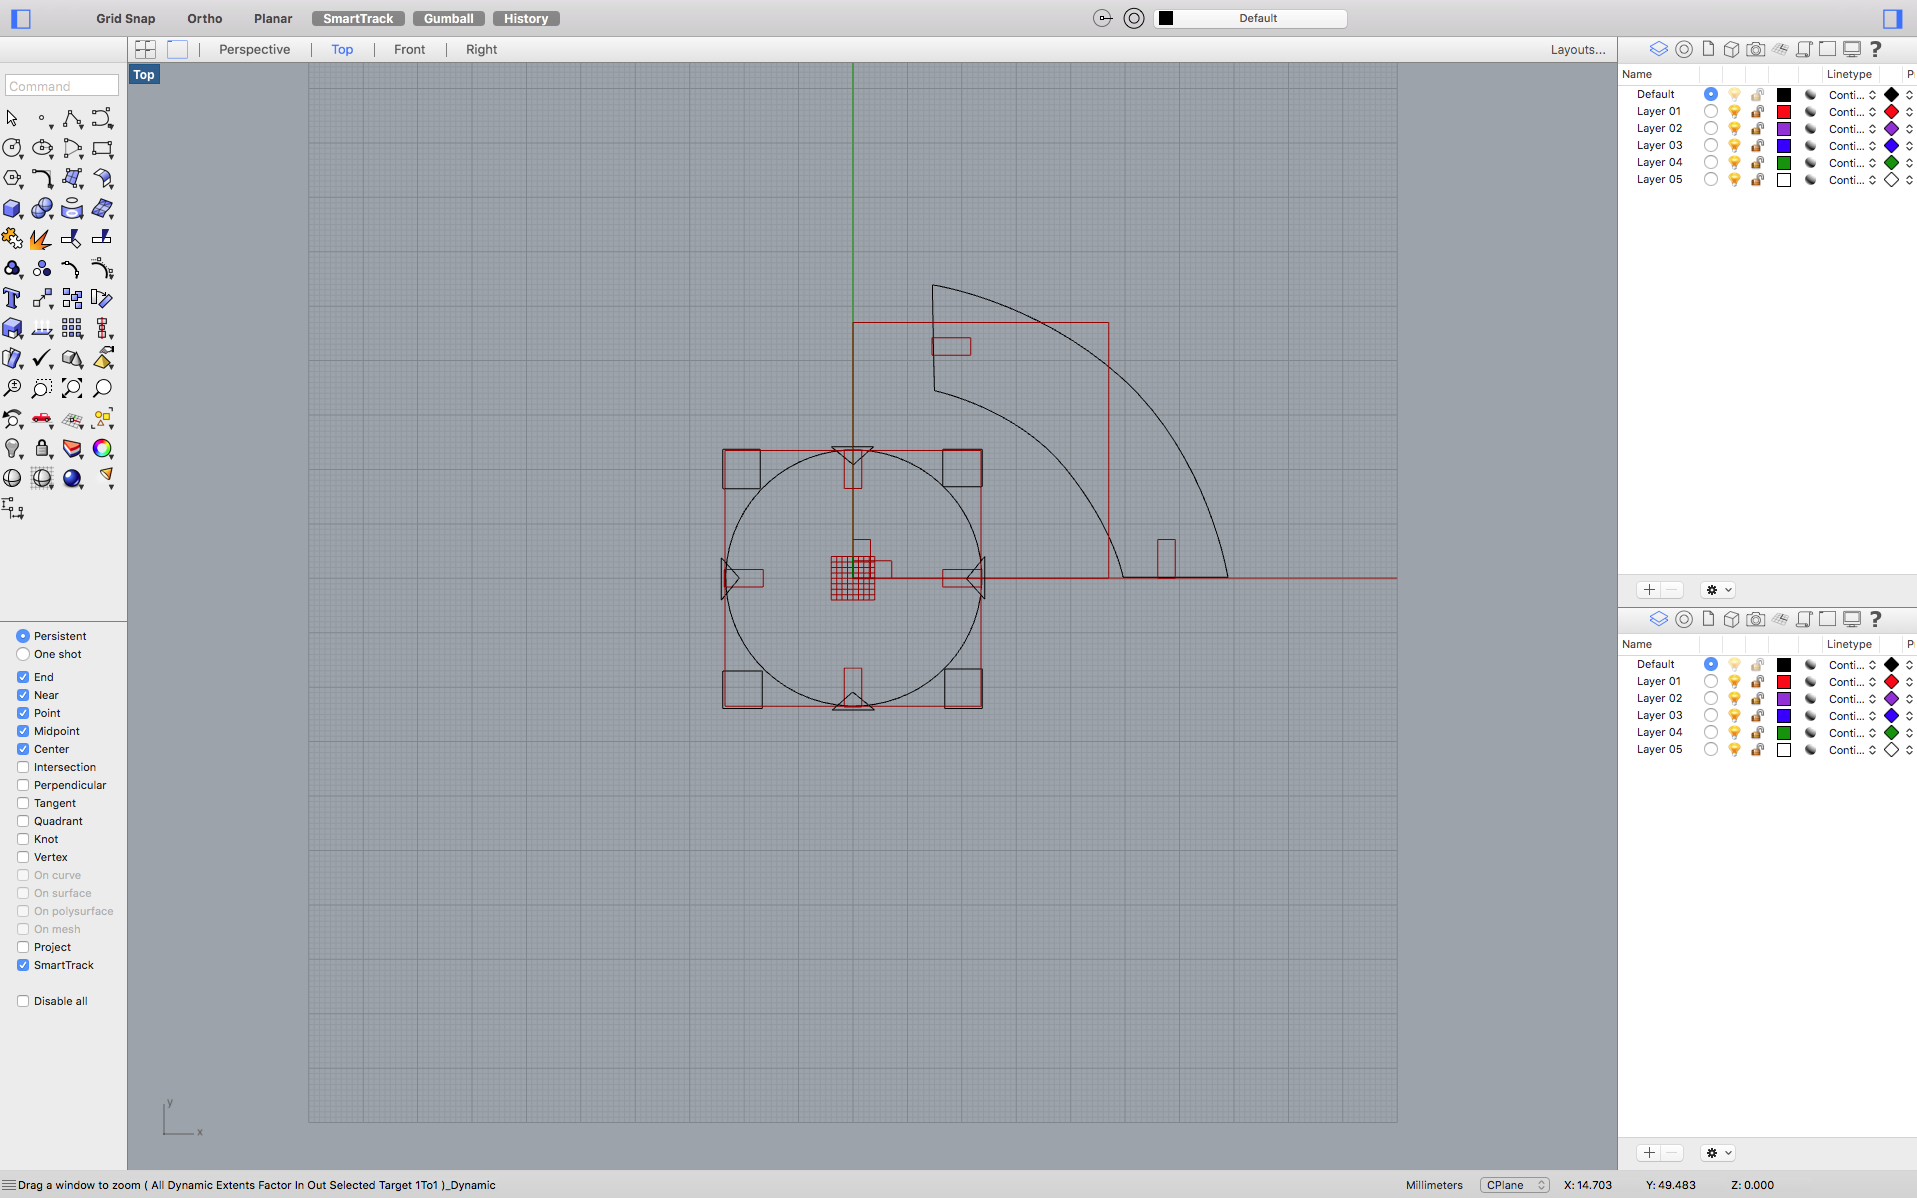 Grid Snap Ortho Planar SmartTrack Gumball History Default
Perspective Top Front Right Layouts...
Top
Command
Name Linetype P
Default Conti...
Layer 01 Conti...
Layer 02 Conti...
Layer 03 Conti...
Layer 04 Conti...
Layer 05 Conti...
Persistent
One shot
End
Near
Point
Midpoint
Center
Intersection
Perpendicular
Tangent
Quadrant
Knot
Vertex
On curve
On surface
On polysurface
On mesh
Project
SmartTrack
Disable all
Name Linetype P
Default Conti...
Layer 01 Conti...
Layer 02 Conti...
Layer 03 Conti...
Layer 04 Conti...
Layer 05 Conti...
y
x
Drag a window to zoom ( All Dynamic Extents Factor In Out Selected Target 1To1 )_Dynamic Millimeters CPlane X: 14.703 Y: 49.483 Z: 0.000